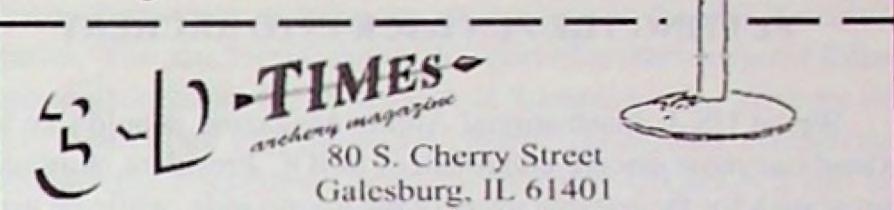 3-D TIMES
archery magazine
80 S. Cherry Street
Galesburg, IL 61401